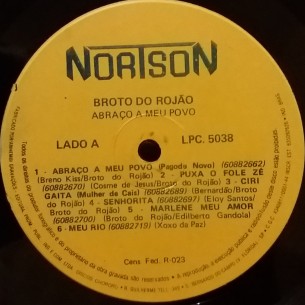 NORTSON
BROTO DO ROJÃO
ABRAÇO A MEU POVO
LADO A LPC. 5038
1 - ABRAÇO A MEU POVO (Pagode Novo) (60882662)
(Breno Kiss/Broto do Rojão) 2 - PUXA O FOLE ZÉ
(60882670) (Cosme de Jesus/Broto do Rojão) 3 - CIRI
GAITA (Mulher de Cais) (60882689) (Bernardão/Broto do
Rojão) 4 - SENHORITA (60882697) (Eloy Santos/
Broto do Rojão) 5 - MARLENE MEU AMOR
(60882700) (Broto do Rojão/Edilberto Gandola)
6 - MEU RIO (60882719) (Xoxo da Paz)
Cens Fed. R-023